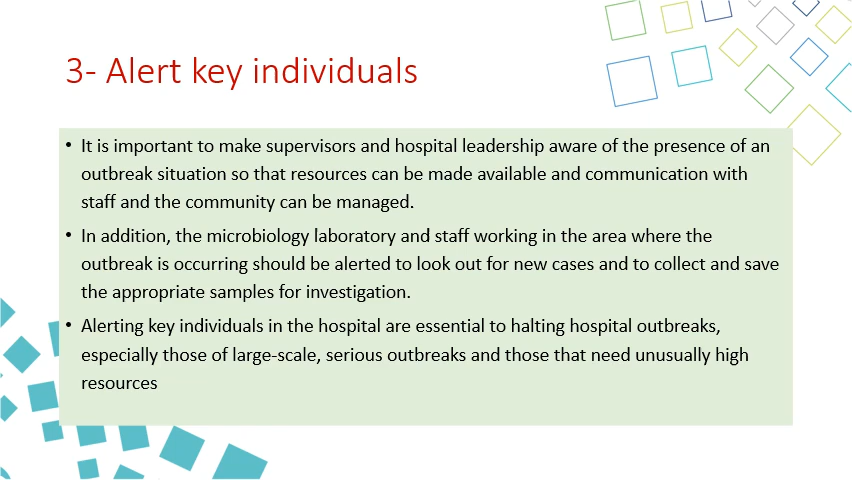 3- Alert key individuals
• It is important to make supervisors and hospital leadership aware of the presence of an
outbreak situation so that resources can be made available and communication with
staff and the community can be managed.
• In addition, the microbiology laboratory and staff working in the area where the
outbreak is occurring should be alerted to look out for new cases and to collect and save
the appropriate samples for investigation.
• Alerting key individuals in the hospital are essential to halting hospital outbreaks,
especially those of large-scale, serious outbreaks and those that need unusually high
resources